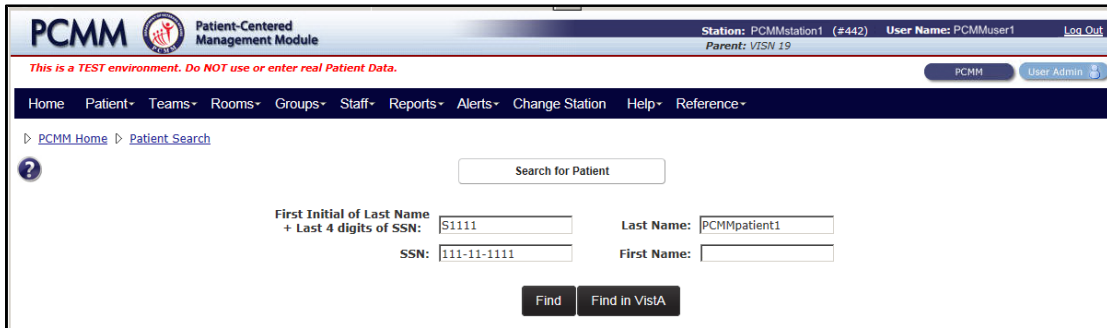 PCMM
Patient-Centered
Management Module
Station: PCMMstation1 (#442) User Name: PCMMuser1 Log Out
Parent: VISN 19
This is a TEST environment. Do NOT use or enter real Patient Data.
PCMM User Admin
Home Patient Teams Rooms Groups Staff Reports Alerts Change Station Help Reference
PCMM Home Patient Search
?
Search for Patient
First Initial of Last Name
+ Last 4 digits of SSN: S1111 Last Name: PCMMpatient1
SSN: 111-11-1111 First Name:
Find Find in VistA